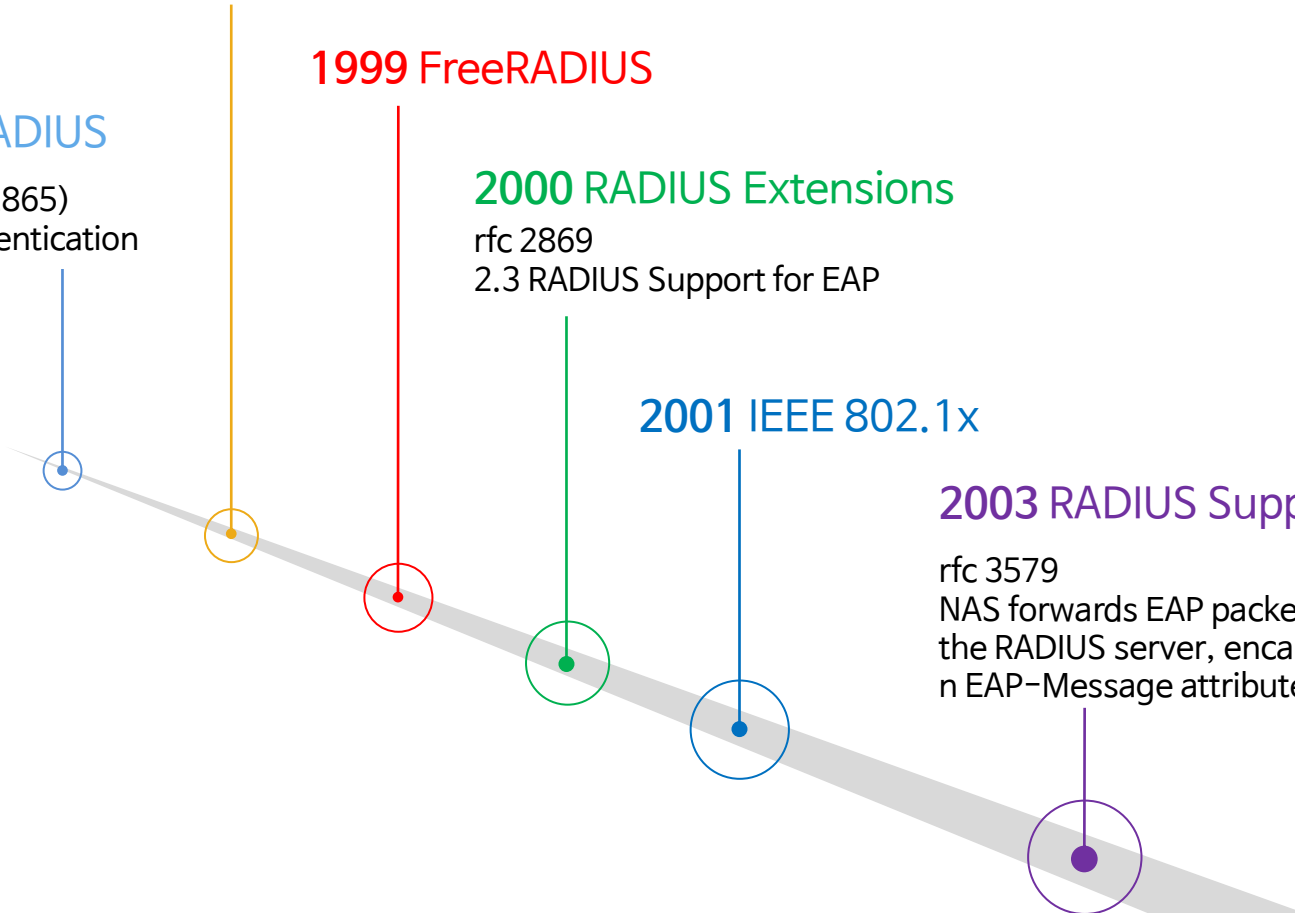 1999 FreeRADIUS
ADIUS
865)
entication
2000 RADIUS Extensions
rfc 2869
2.3 RADIUS Support for EAP
2001 IEEE 802.1x
2003 RADIUS Supp
rfc 3579
NAS forwards EAP packe
the RADIUS server, enca
n EAP-Message attribute